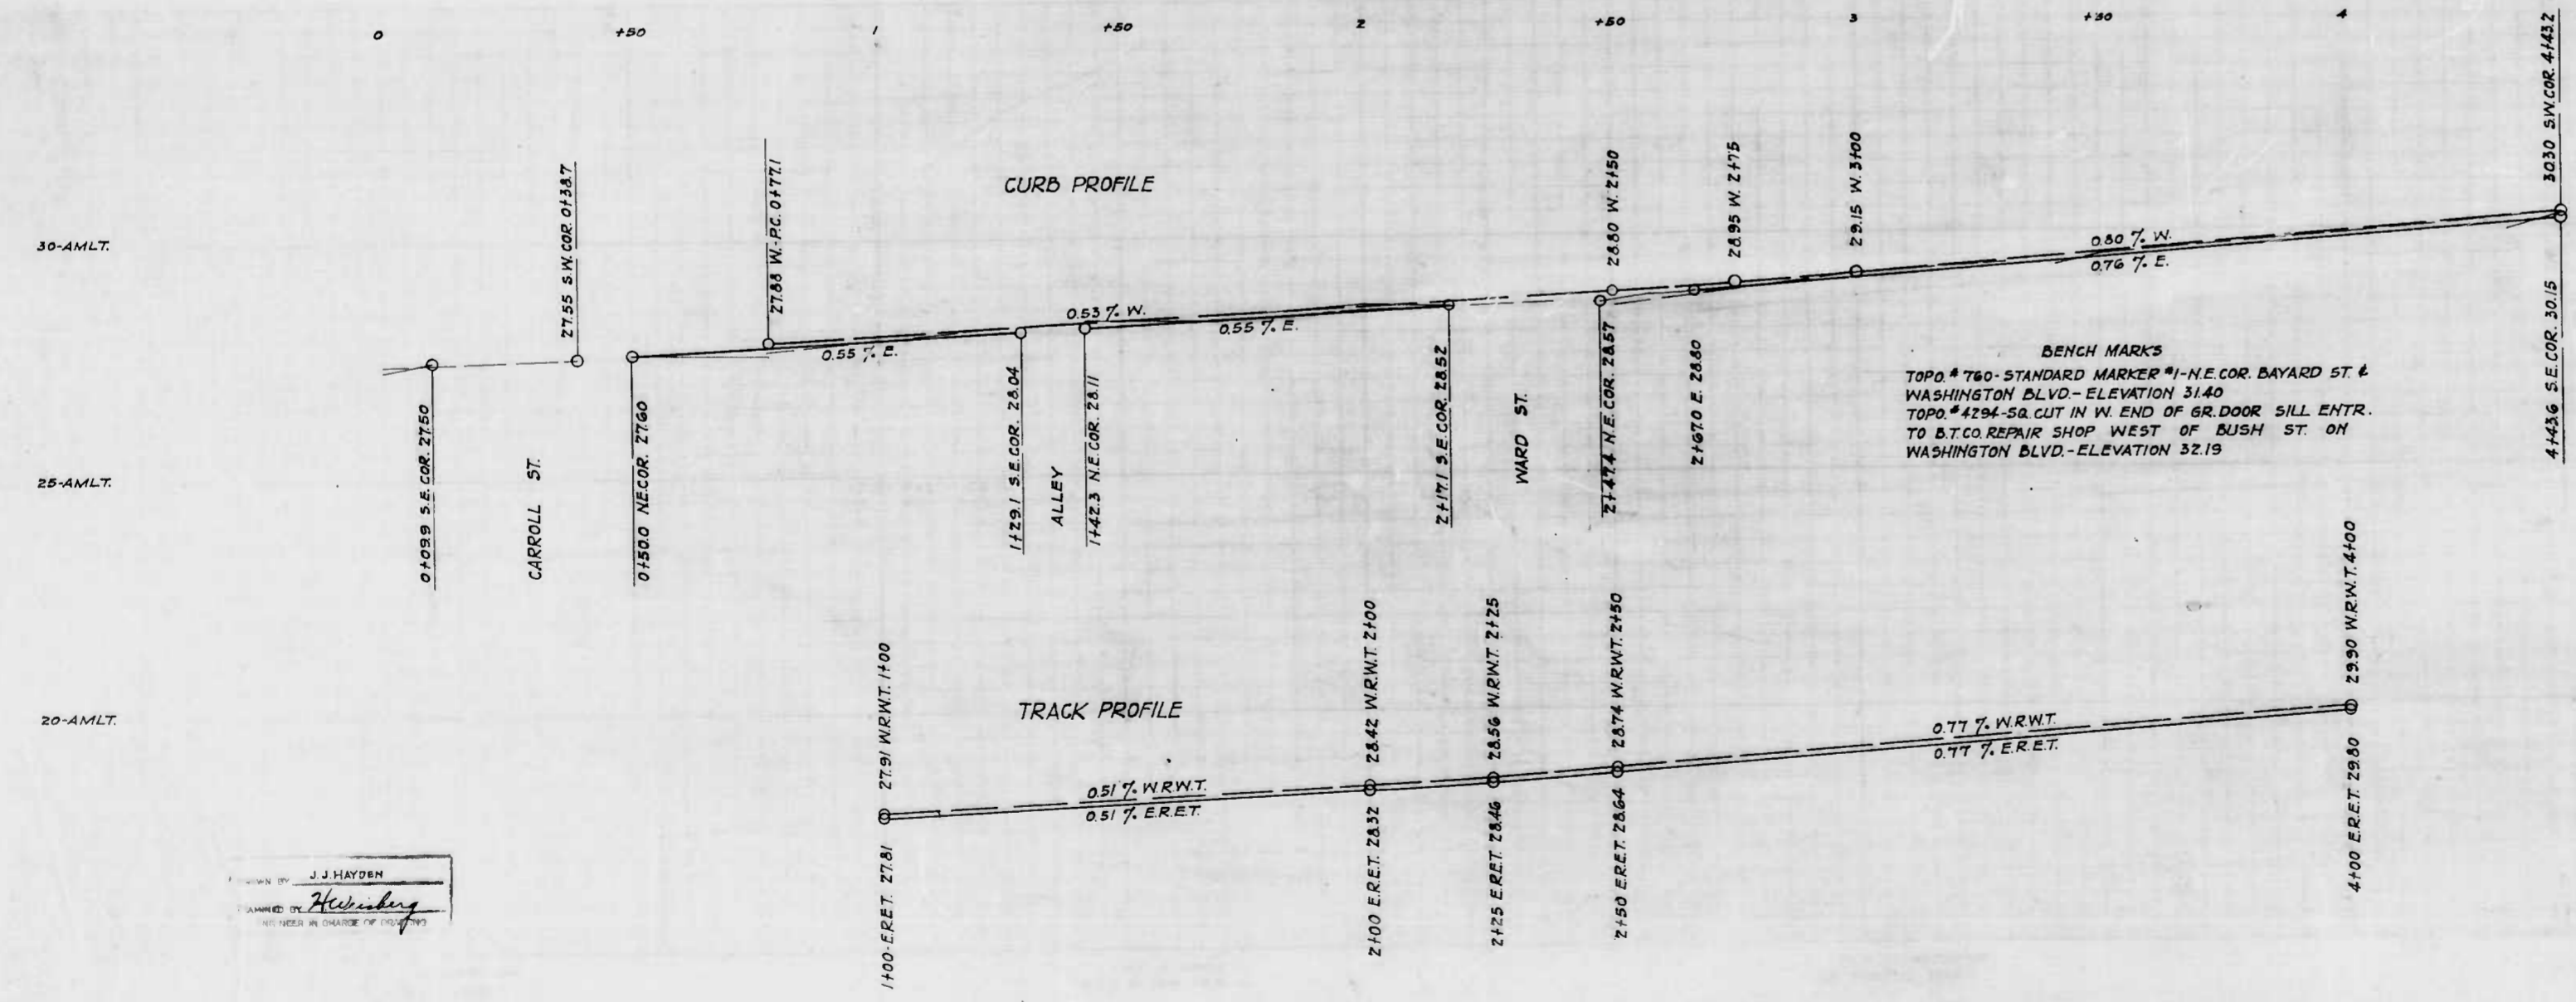 0 +50 1 +50 2 +50 3 +50 4
30-AMLT.
25-AMLT.
20-AMLT.
CURB PROFILE
27.55 S.W. COR. 0+38.7
27.88 W.-P.C. 0+77.1
28.80 W. 2+50
28.95 W. 2+75
29.15 W. 3+00
30.30 S.W. COR. 4+43.2
0.53 % W.
0.55 % E.
0.55 % E.
0.80 % W.
0.76 % E.
0+09.9 S.E. COR. 27.50
CARROLL ST.
0+50.0 N.E. COR. 27.60
1+29.1 S.E. COR. 28.04
ALLEY
1+42.3 N.E. COR. 28.11
2+17.1 S.E. COR. 28.52
WARD ST.
2+47.4 N.E. COR. 28.57
2+67.0 E. 28.80
4+43.6 S.E. COR. 30.15
BENCH MARKS
TOPO. #760-STANDARD MARKER #1-N.E. COR. BAYARD ST. &
WASHINGTON BLVD.-ELEVATION 31.40
TOPO. #4294-SQ. CUT IN W. END OF GR. DOOR SILL ENTR.
TO B.T. CO. REPAIR SHOP WEST OF BUSH ST. ON
WASHINGTON BLVD.-ELEVATION 32.19
TRACK PROFILE
27.91 W.R.W.T. 1+00
28.42 W.R.W.T. 2+00
28.56 W.R.W.T. 2+25
28.74 W.R.W.T. 2+50
29.90 W.R.W.T. 4+00
0.51 % W.R.W.T.
0.51 % E.R.E.T.
0.77 % W.R.W.T.
0.77 % E.R.E.T.
1+00-E.R.E.T. 27.81
2+00 E.R.E.T. 28.32
2+25 E.R.E.T. 28.46
2+50 E.R.E.T. 28.64
4+00 E.R.E.T. 29.80
BY J.J. HAYDEN
BY HWeisberg
IN CHARGE OF